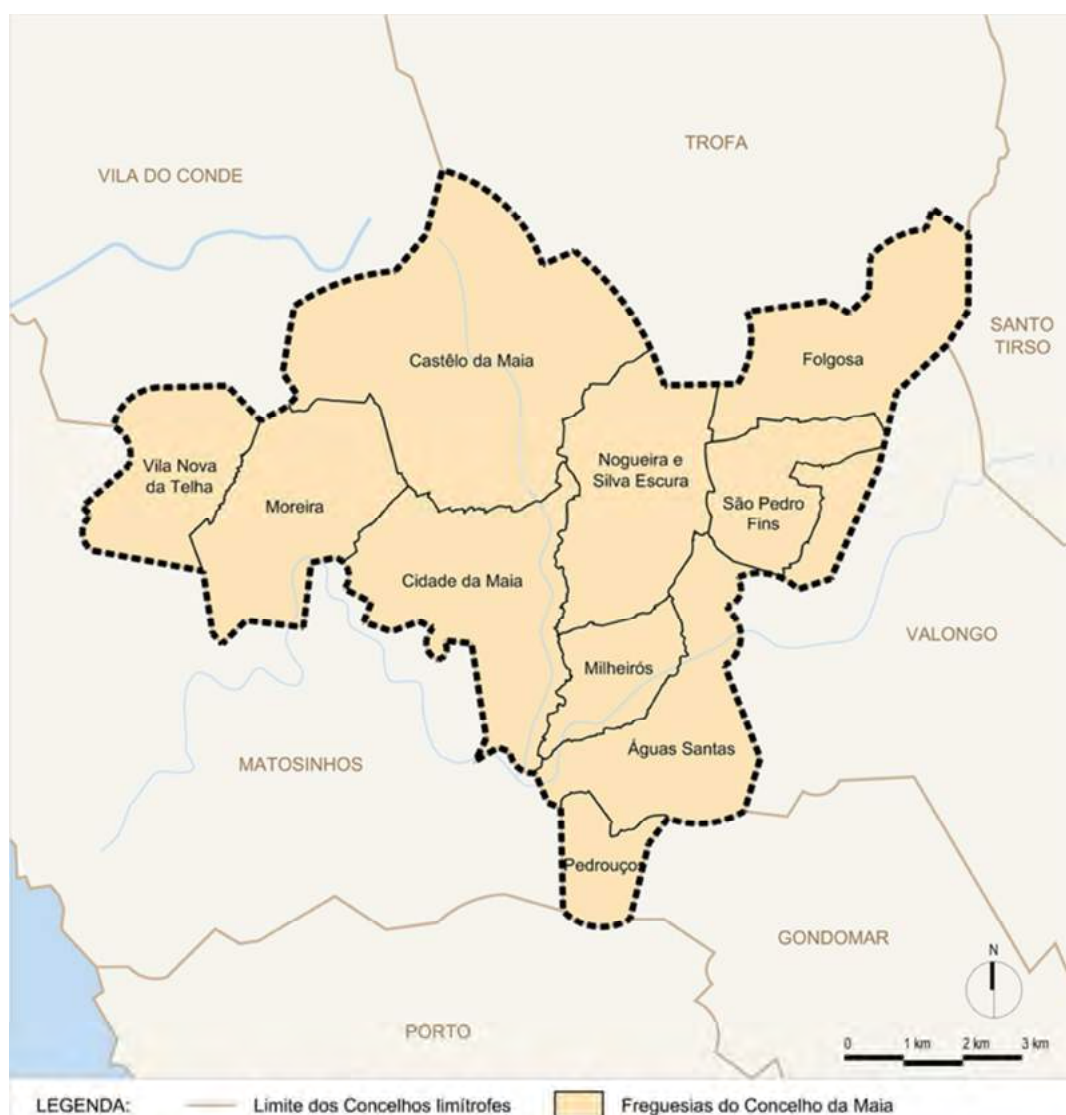 TROFA
VILA DO CONDE
SANTO
TIRSO
Castêlo da Maia
Folgosa
Vila Nova
da Telha
Nogueira e
Silva Escura
Moreira
São Pedro
Fins
Cidade da Maia
VALONGO
Milheirós
Águas Santas
MATOSINHOS
Pedrouços
GONDOMAR
N
PORTO
0 1 km 2 km 3 km
LEGENDA: Limite dos Concelhos limítrofes Freguesias do Concelho da Maia